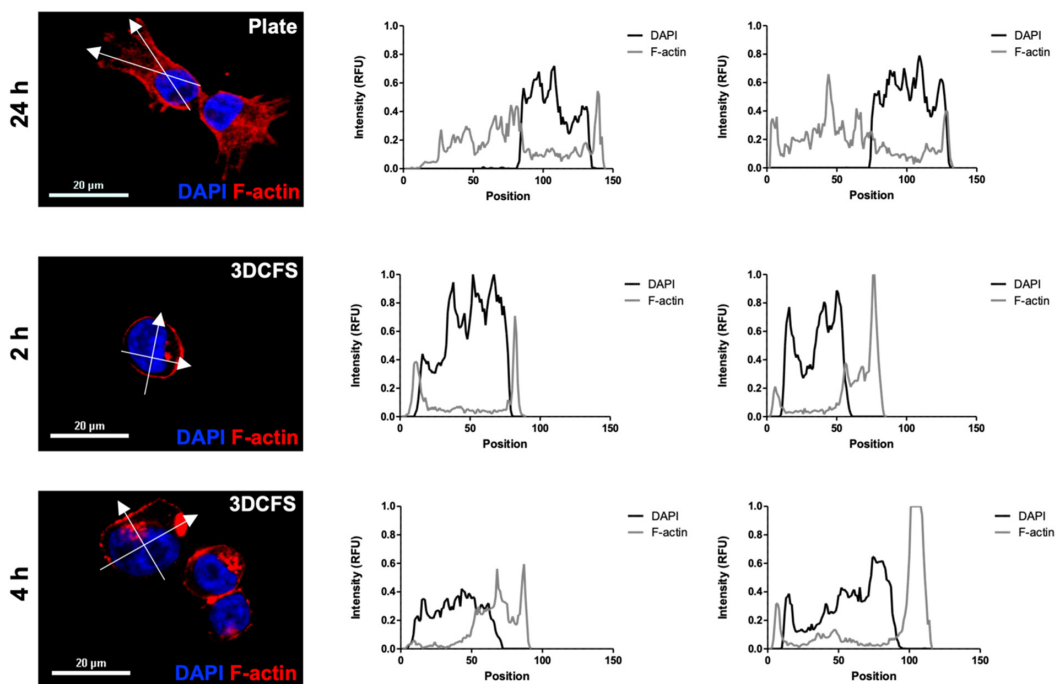 24 h
Plate
20 µm
DAPI F-actin
1.0
0.8
0.6
0.4
0.2
0.0
Intensity (RFU)
0
50
100
150
Position
DAPI
F-actin
1.0
0.8
0.6
0.4
0.2
0.0
Intensity (RFU)
0
50
100
150
Position
DAPI
F-actin
2 h
3DCFS
20 µm
DAPI F-actin
1.0
0.8
0.6
0.4
0.2
0.0
Intensity (RFU)
0
50
100
150
Position
DAPI
F-actin
1.0
0.8
0.6
0.4
0.2
0.0
Intensity (RFU)
0
50
100
150
Position
DAPI
F-actin
4 h
3DCFS
20 µm
DAPI F-actin
1.0
0.8
0.6
0.4
0.2
0.0
Intensity (RFU)
0
50
100
150
Position
DAPI
F-actin
1.0
0.8
0.6
0.4
0.2
0.0
Intensity (RFU)
0
50
100
150
Position
DAPI
F-actin